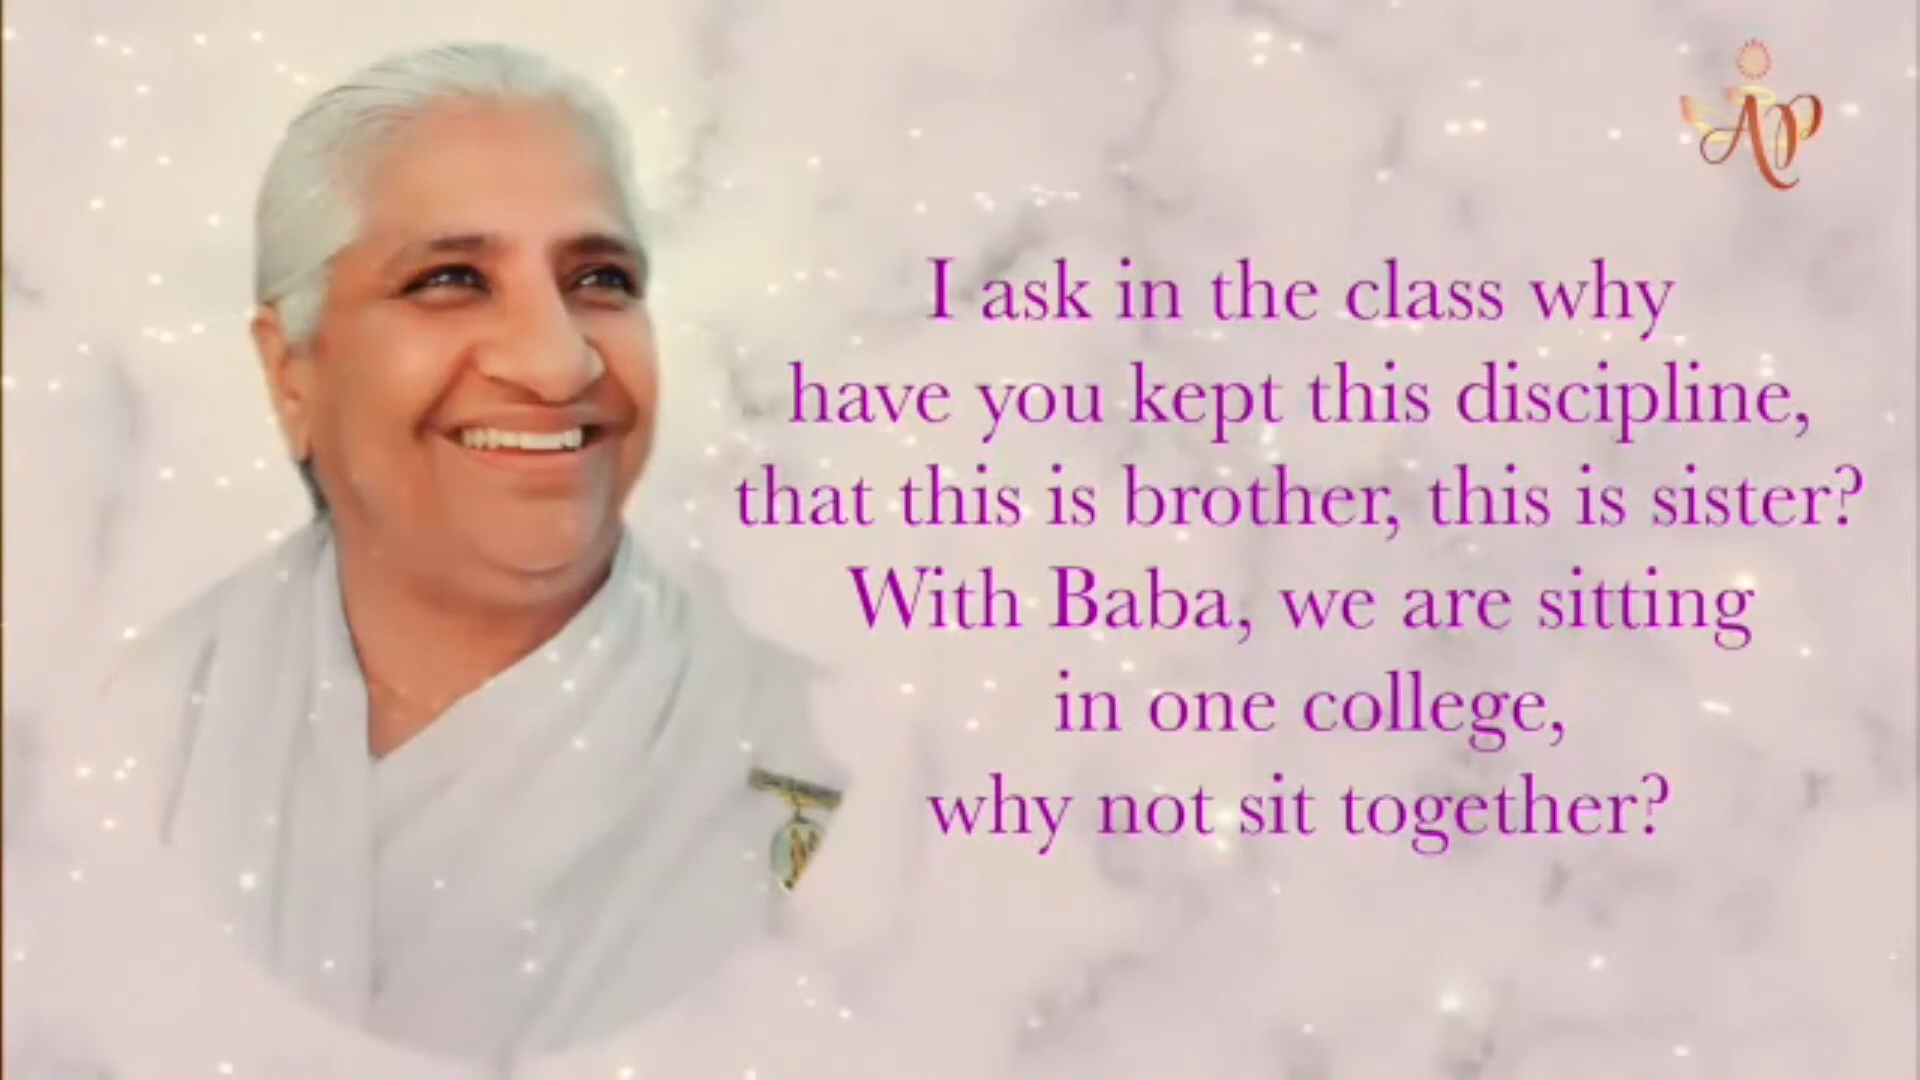 AP
I ask in the class why
have you kept this discipline,
that this is brother, this is sister?
With Baba, we are sitting
in one college,
why not sit together?